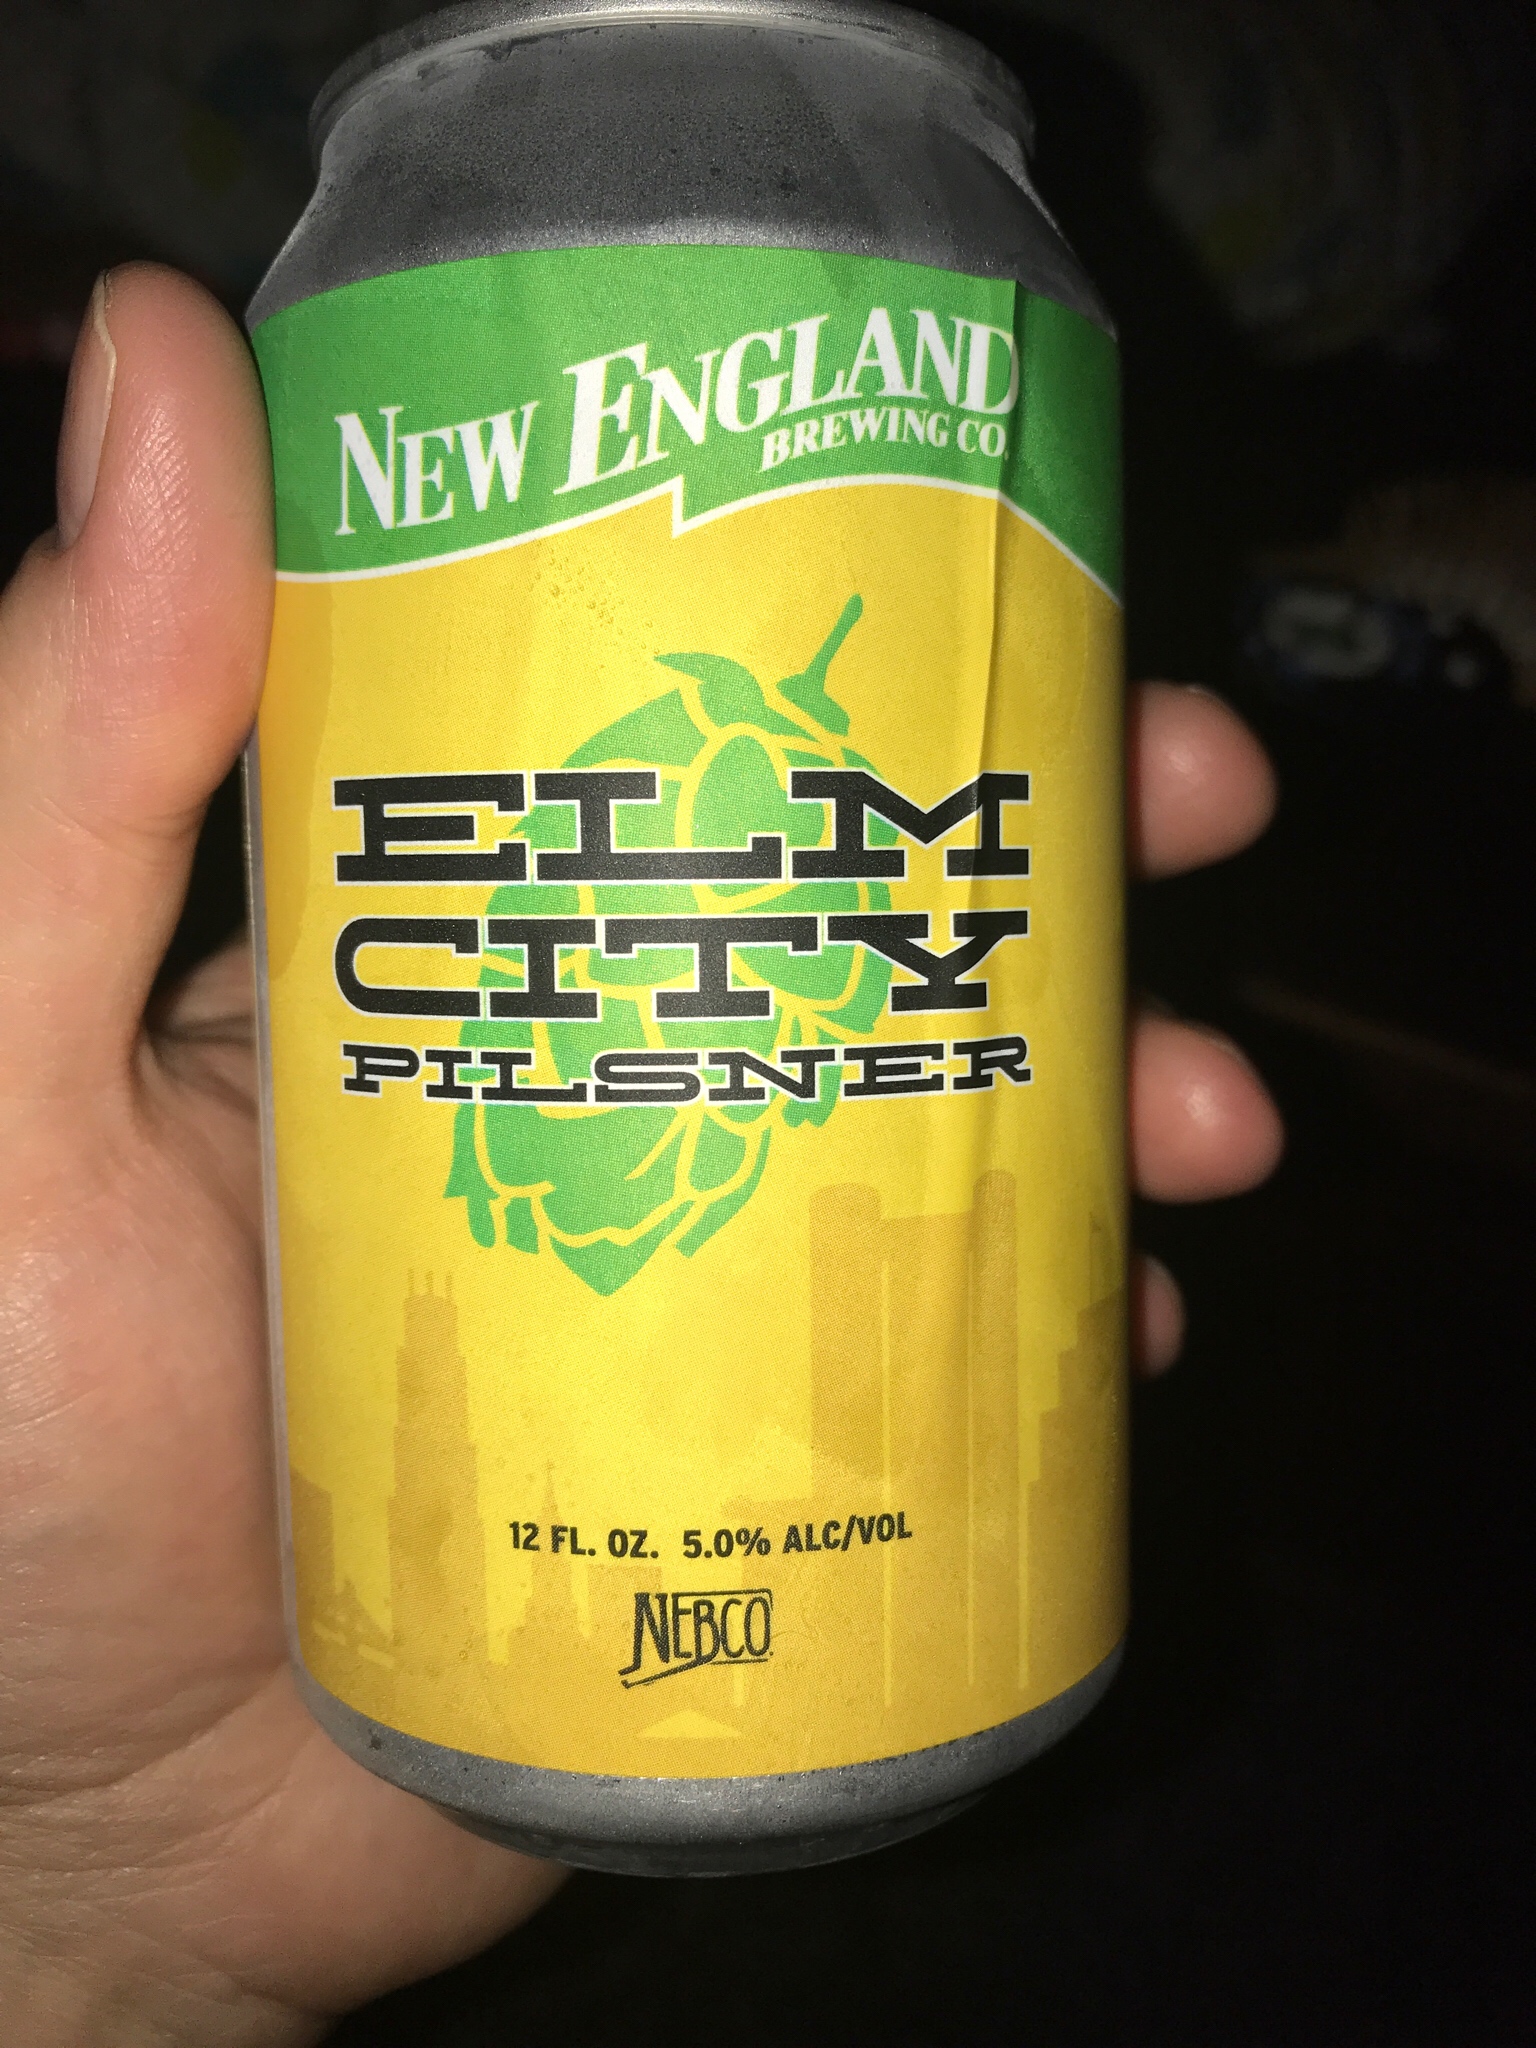 NEW ENGLAND
BREWING CO.
ELM
CITY
PILSNER
12 FL. OZ. 5.0% ALC/VOL
NEBCO.